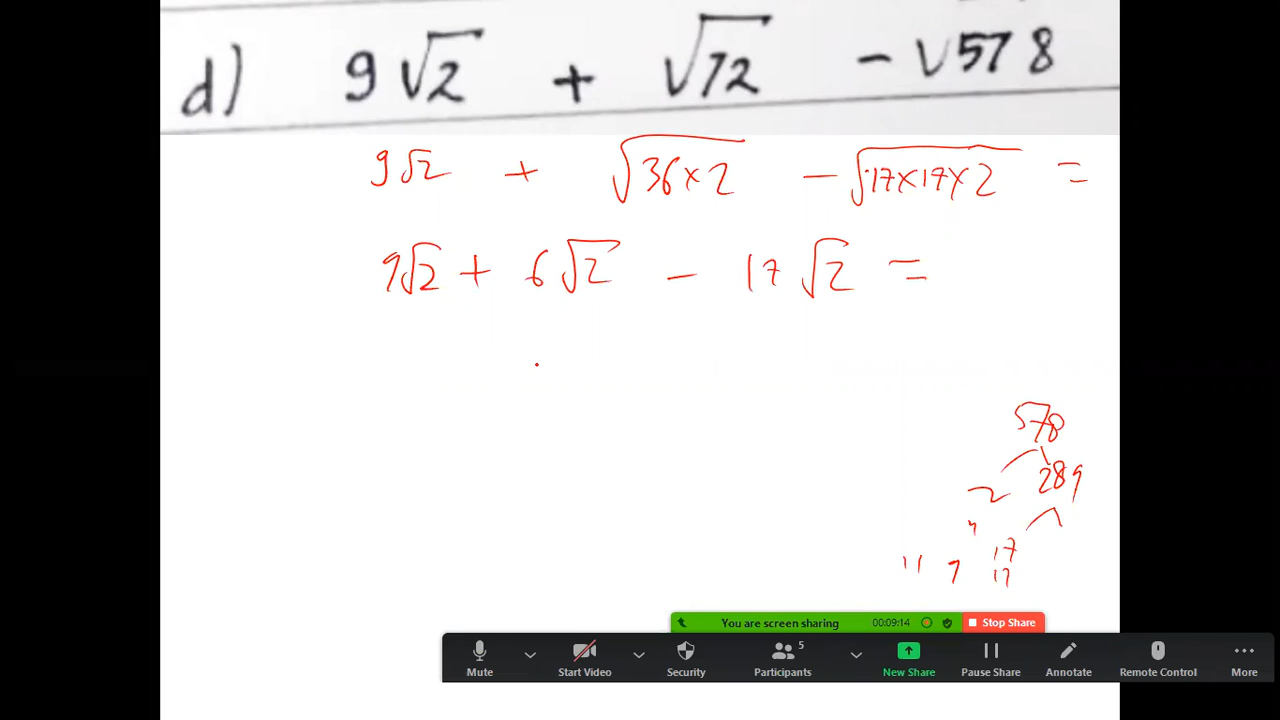 d) 9√2 + √72 - √578
9√2 + √36×2 - √17×17×2 =
9√2 + 6√2 - 17√2 =
578
2 289
17
11 7 17
You are screen sharing 00:09:14 Stop Share
5
Mute Start Video Security Participants New Share Pause Share Annotate Remote Control More